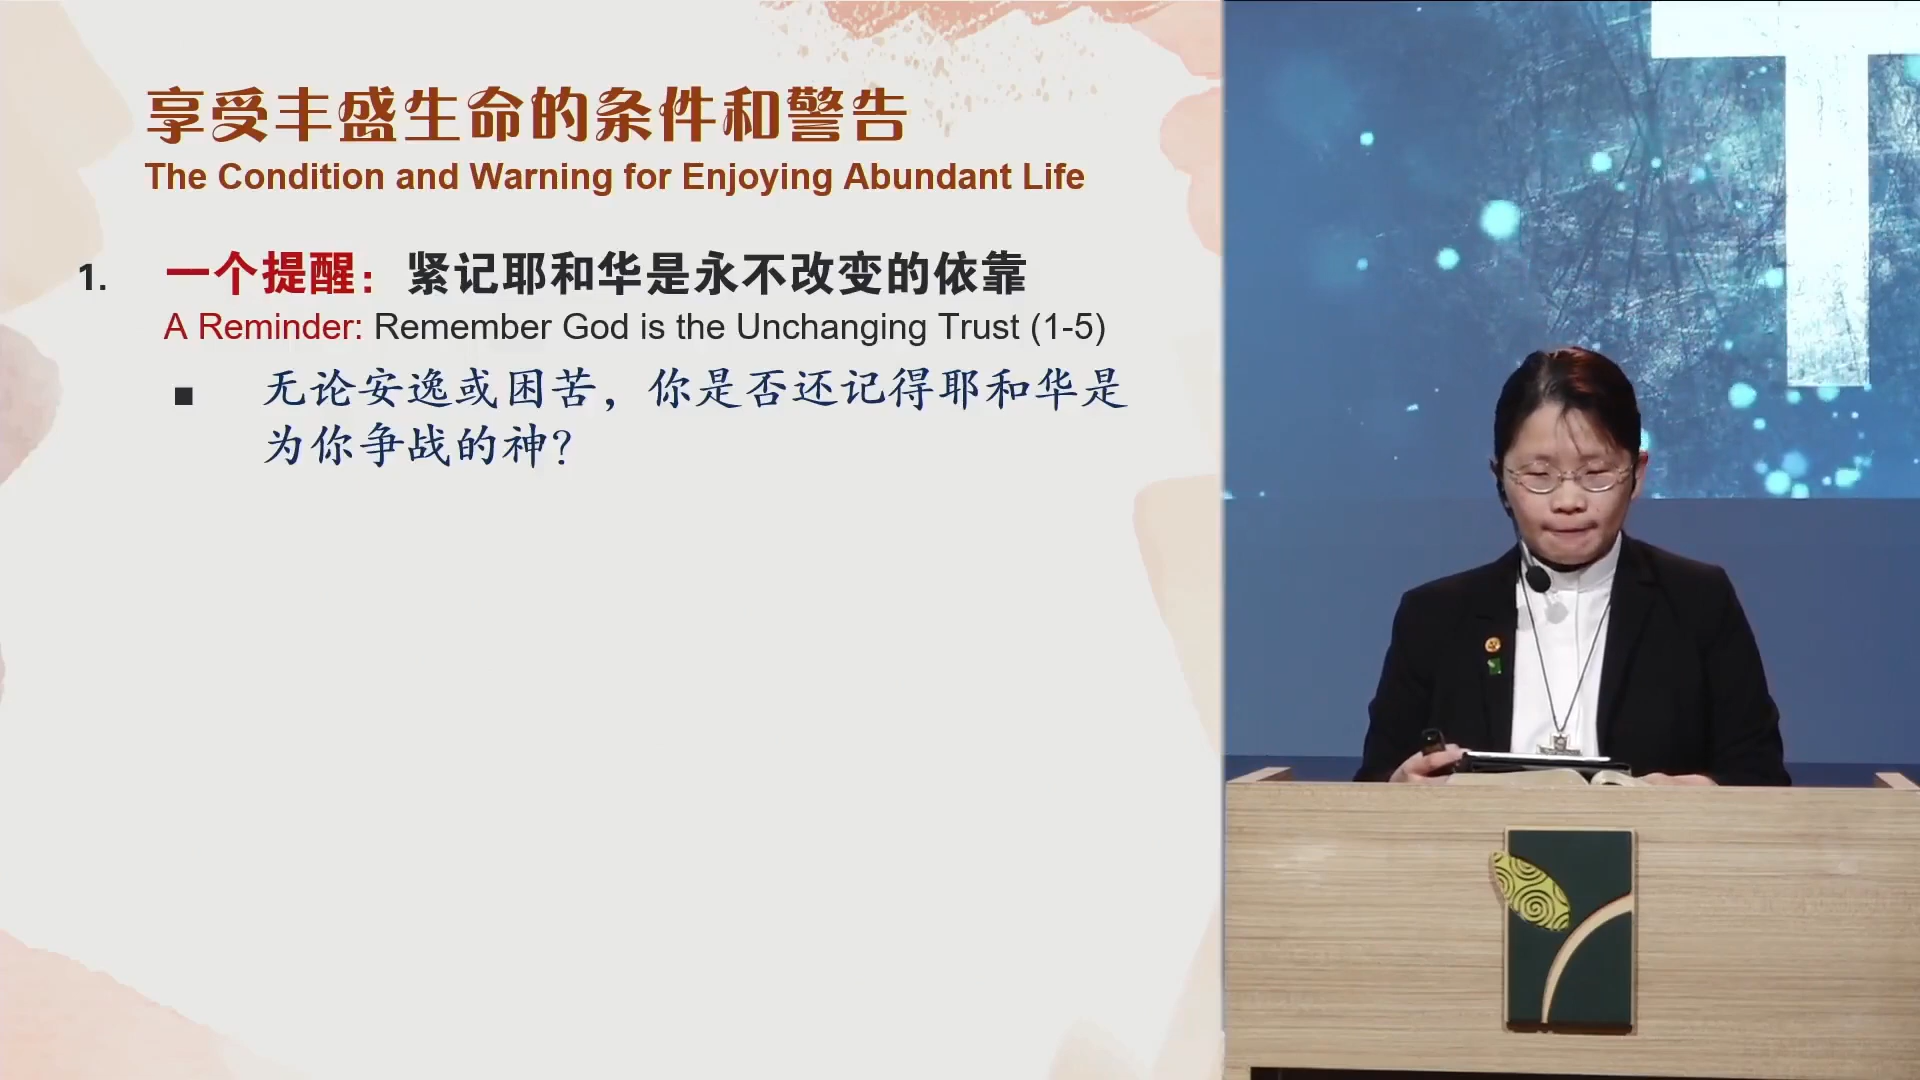 享受丰盛生命的条件和警告
The Condition and Warning for Enjoying Abundant Life
1. 一个提醒：紧记耶和华是永不改变的依靠
A Reminder: Remember God is the Unchanging Trust (1-5)
■ 无论安逸或困苦，你是否还记得耶和华是
为你争战的神？
T